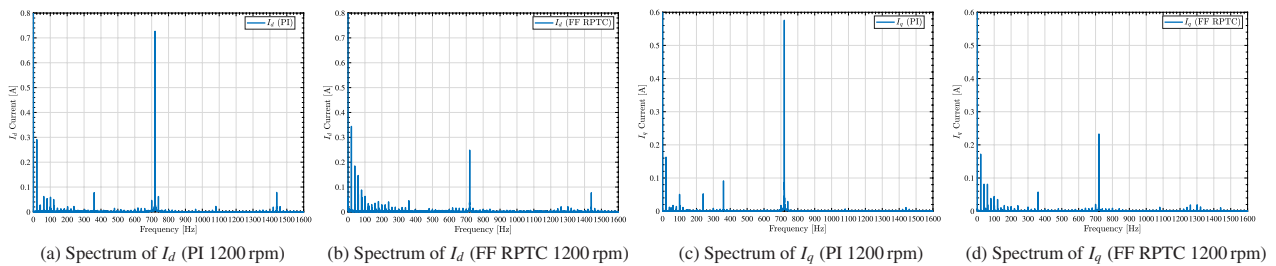 0.8
0.7
0.6
0.5
0.4
0.3
0.2
0.1
0
I_d Current [A]
I_d (PI)
0 100 200 300 400 500 600 700 800 900 1000 1100 1200 1300 1400 1500 1600
Frequency [Hz]
(a) Spectrum of I_d (PI 1200 rpm)
0.8
0.7
0.6
0.5
0.4
0.3
0.2
0.1
0
I_d Current [A]
I_d (FF RPTC)
0 100 200 300 400 500 600 700 800 900 1000 1100 1200 1300 1400 1500 1600
Frequency [Hz]
(b) Spectrum of I_d (FF RPTC 1200 rpm)
0.6
0.5
0.4
0.3
0.2
0.1
0
I_q Current [A]
I_q (PI)
0 100 200 300 400 500 600 700 800 900 1000 1100 1200 1300 1400 1500 1600
Frequency [Hz]
(c) Spectrum of I_q (PI 1200 rpm)
0.6
0.5
0.4
0.3
0.2
0.1
0
I_q Current [A]
I_q (FF RPTC)
0 100 200 300 400 500 600 700 800 900 1000 1100 1200 1300 1400 1500 1600
Frequency [Hz]
(d) Spectrum of I_q (FF RPTC 1200 rpm)